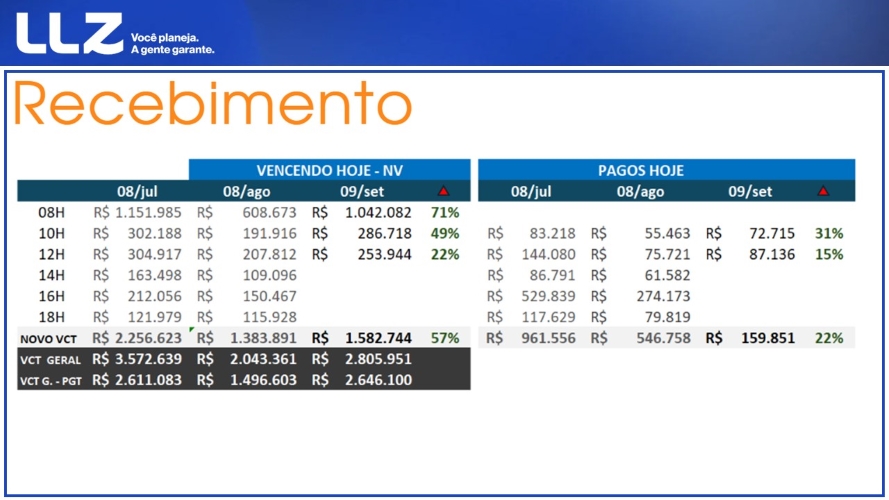 LLZ Você planeja.
A gente garante.
Recebimento
VENCENDO HOJE - NV PAGOS HOJE
08/jul 08/ago 09/set 08/jul 08/ago 09/set
08H R$ 1.151.985 R$ 608.673 R$ 1.042.082 71%
10H R$ 302.188 R$ 191.916 R$ 286.718 49% R$ 83.218 R$ 55.463 R$ 72.715 31%
12H R$ 304.917 R$ 207.812 R$ 253.944 22% R$ 144.080 R$ 75.721 R$ 87.136 15%
14H R$ 163.498 R$ 109.096 R$ 86.791 R$ 61.582
16H R$ 212.056 R$ 150.467 R$ 529.839 R$ 274.173
18H R$ 121.979 R$ 115.928 R$ 117.629 R$ 79.819
NOVO VCT R$ 2.256.623 R$ 1.383.891 R$ 1.582.744 57% R$ 961.556 R$ 546.758 R$ 159.851 22%
VCT GERAL R$ 3.572.639 R$ 2.043.361 R$ 2.805.951
VCT G. - PGT R$ 2.611.083 R$ 1.496.603 R$ 2.646.100